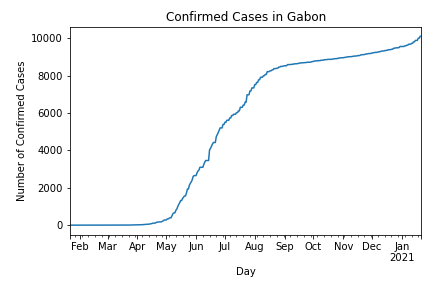 Confirmed Cases in Gabon
Number of Confirmed Cases
10000
8000
6000
4000
2000
0
Feb Mar Apr May Jun Jul Aug Sep Oct Nov Dec Jan
2021
Day